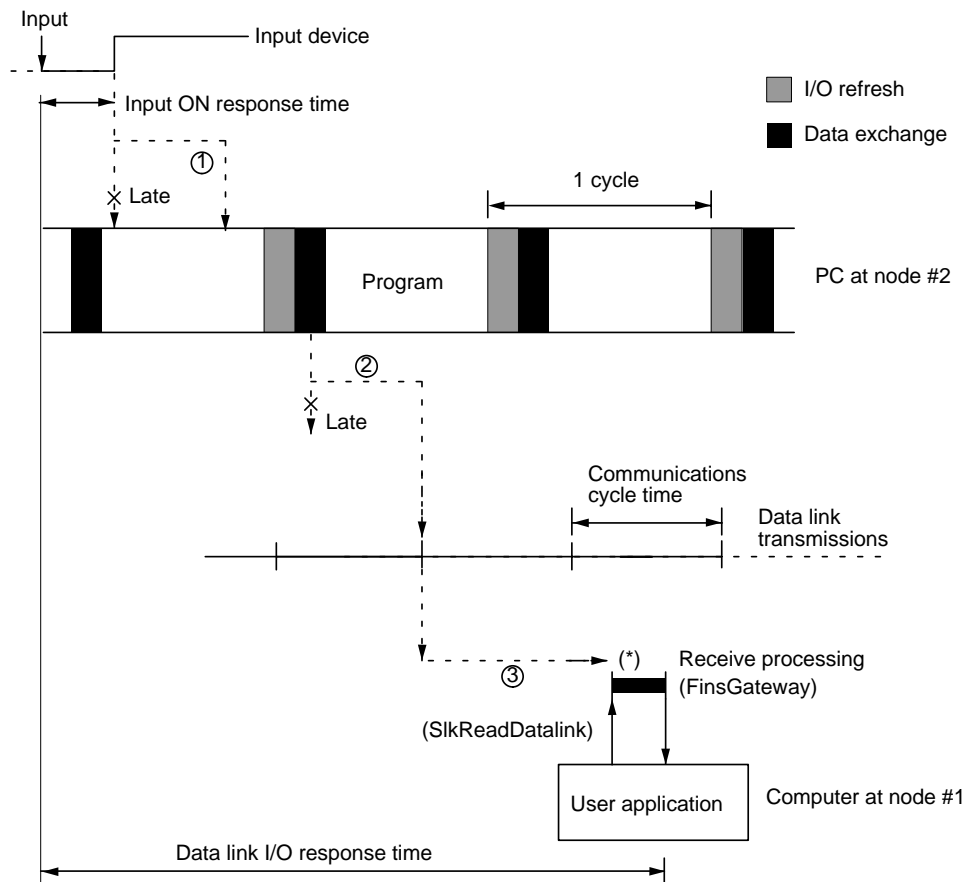 Input
Input device
Input ON response time
I/O refresh
Data exchange
①
Late
1 cycle
Program
PC at node #2
②
Late
Communications
cycle time
Data link
transmissions
③
(*)
Receive processing
(FinsGateway)
(SlkReadDatalink)
User application
Computer at node #1
Data link I/O response time